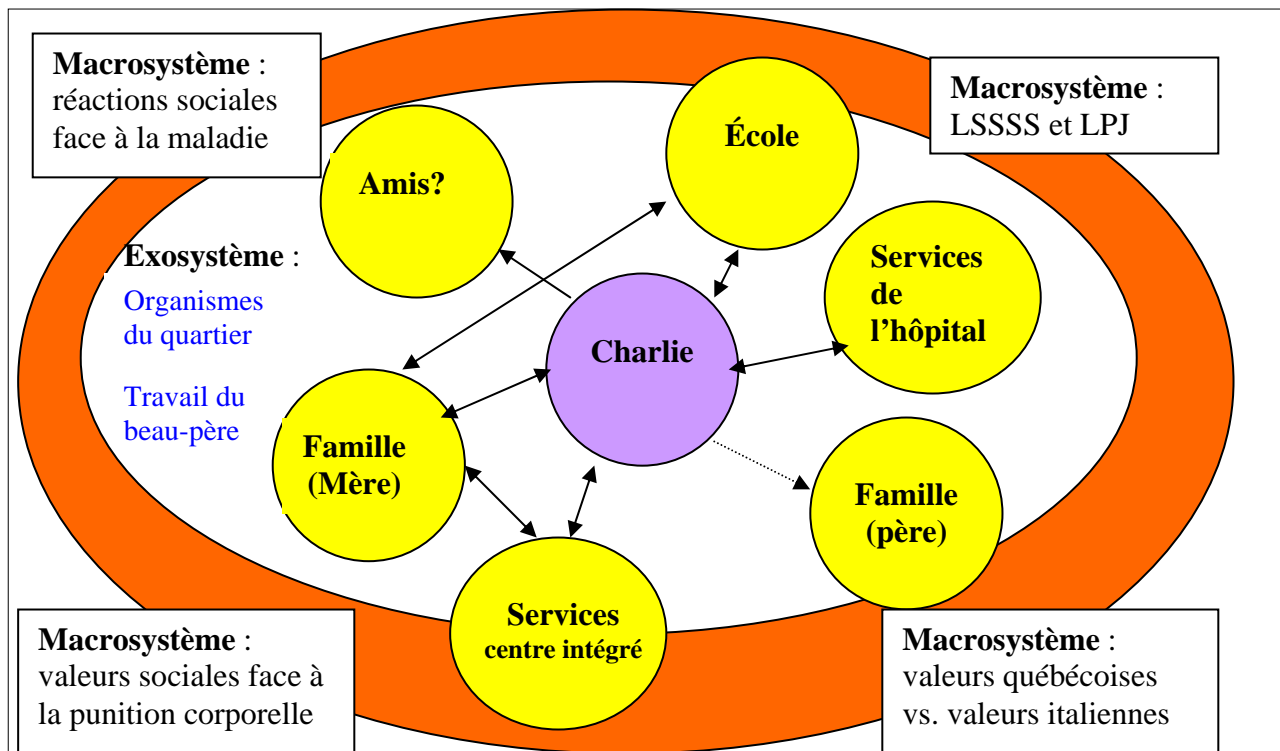 Macrosystème :
réactions sociales
face à la maladie
Macrosystème :
LSSSS et LPJ
École
Amis?
Exosystème :
Organismes
du quartier
Travail du
beau-père
Services
de
l’hôpital
Charlie
Famille
(Mère)
Famille
(père)
Services
centre intégré
Macrosystème :
valeurs sociales face à
la punition corporelle
Macrosystème :
valeurs québécoises
vs. valeurs italiennes